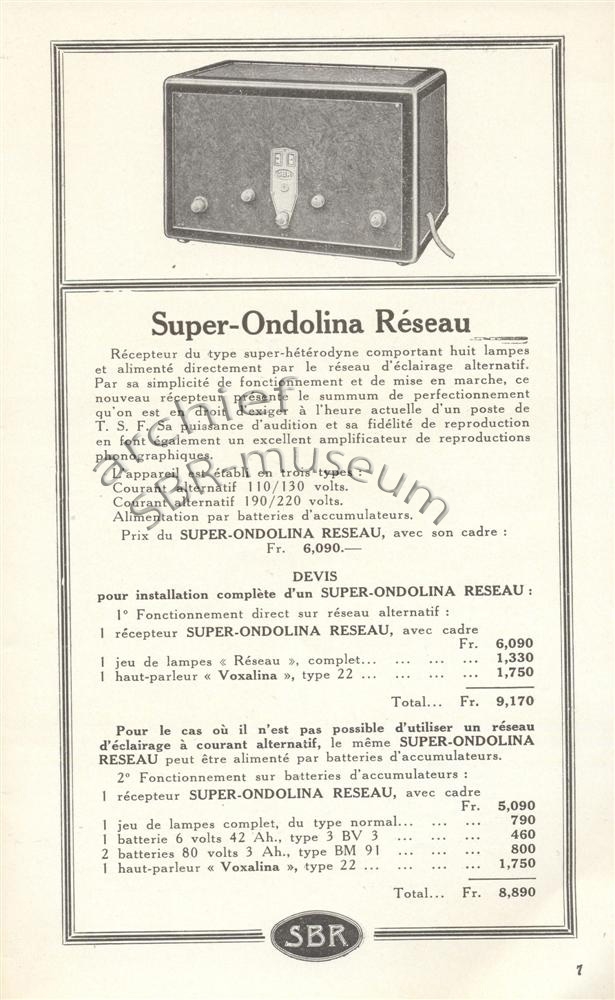 SBR
Super-Ondolina Réseau
Récepteur du type super-hétérodyne comportant huit lampes
et alimenté directement par le réseau d'éclairage alternatif.
Par sa simplicité de fonctionnement et de mise en marche, ce
nouveau récepteur présente le summum de perfectionnement
qu'on est en droit d'exiger à l'heure actuelle d'un poste de
T. S. F. Sa puissance d'audition et sa fidélité de reproduction
en font également un excellent amplificateur de reproductions
phonographiques.
L'appareil est établi en trois types :
Courant alternatif 110/130 volts.
Courant alternatif 190/220 volts.
Alimentation par batteries d'accumulateurs.
Prix du SUPER-ONDOLINA RESEAU, avec son cadre :
Fr. 6,090.—
archief
SBR-museum
DEVIS
pour installation complète d'un SUPER-ONDOLINA RESEAU :
1° Fonctionnement direct sur réseau alternatif :
1 récepteur SUPER-ONDOLINA RESEAU, avec cadre
Fr. 6,090
1 jeu de lampes « Réseau », complet... ... ... ... 1,330
1 haut-parleur « Voxalina », type 22 ... ... ... ... 1,750
Total... Fr. 9,170
Pour le cas où il n'est pas possible d'utiliser un réseau
d'éclairage à courant alternatif, le même SUPER-ONDOLINA
RESEAU peut être alimenté par batteries d'accumulateurs.
2° Fonctionnement sur batteries d'accumulateurs :
1 récepteur SUPER-ONDOLINA RESEAU, avec cadre
Fr. 5,090
1 jeu de lampes complet, du type normal... ... ... 790
1 batterie 6 volts 42 Ah., type 3 BV 3 ... ... ... 460
2 batteries 80 volts 3 Ah., type BM 91 ... ... ... 800
1 haut-parleur « Voxalina », type 22 ... ... ... ... 1,750
Total... Fr. 8,890
SBR
7